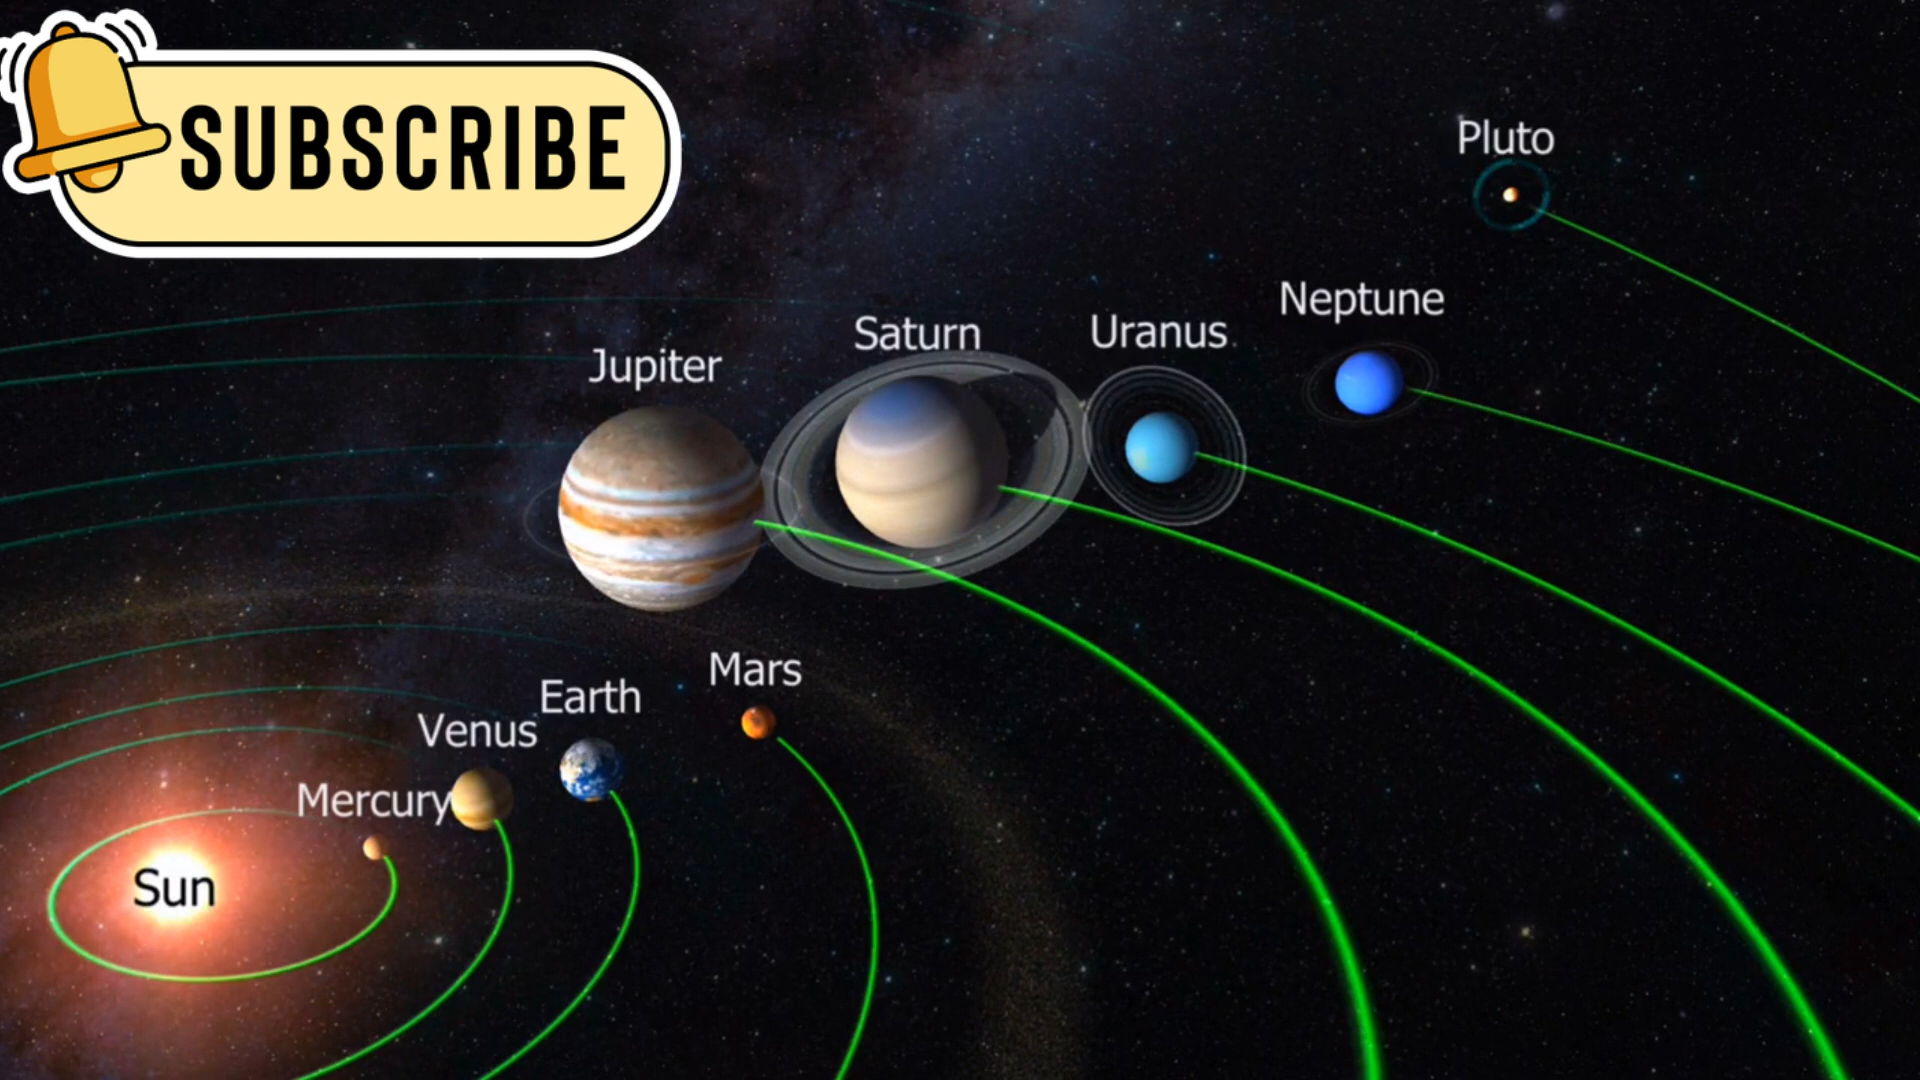 SUBSCRIBE
Pluto
Neptune
Uranus
Saturn
Jupiter
Mars
Earth
Venus
Mercury
Sun